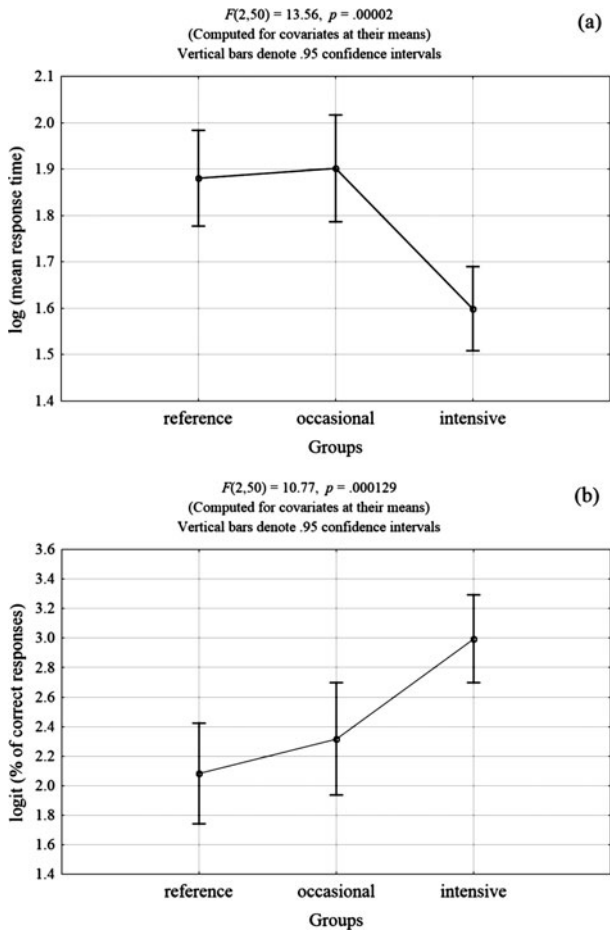 F(2,50) = 13.56, p = .00002
(a)
(Computed for covariates at their means)
Vertical bars denote .95 confidence intervals
2.1
2.0
1.9
1.8
1.7
1.6
1.5
1.4
log (mean response time)
reference occasional intensive
Groups
F(2,50) = 10.77, p = .000129
(b)
(Computed for covariates at their means)
Vertical bars denote .95 confidence intervals
3.6
3.4
3.2
3.0
2.8
2.6
2.4
2.2
2.0
1.8
1.6
1.4
logit (% of correct responses)
reference occasional intensive
Groups